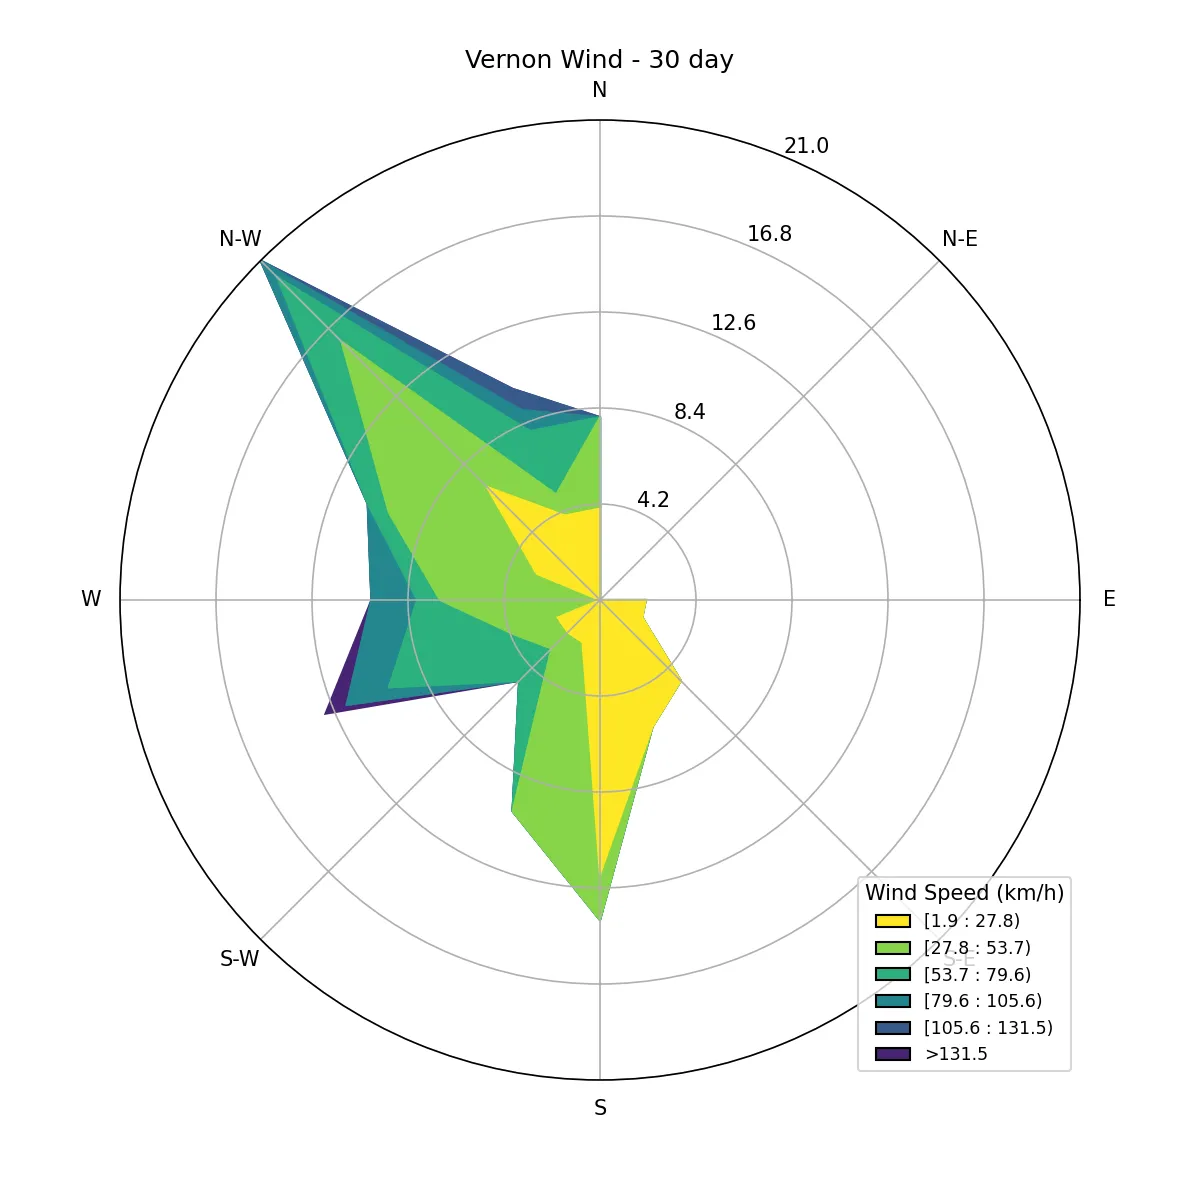 Vernon Wind - 30 day
N
21.0
16.8
N-W
N-E
12.6
8.4
4.2
W
E
Wind Speed (km/h)
[1.9 : 27.8)
[27.8 : 53.7)
S-W
S-E
[53.7 : 79.6)
[79.6 : 105.6)
[105.6 : 131.5)
>131.5
S